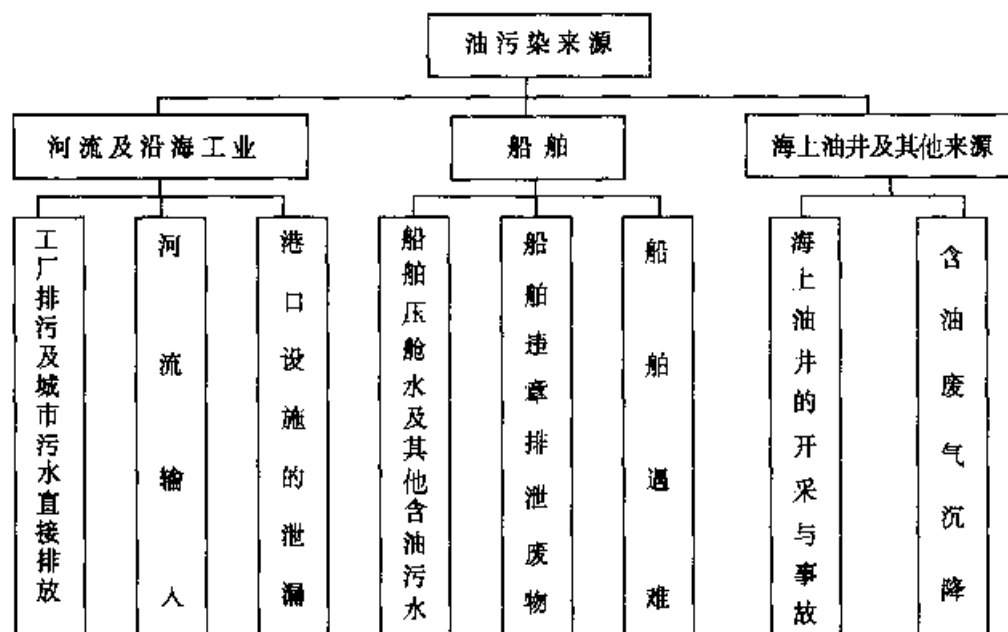 油污染来源
河流及沿海工业
船舶
海上油井及其他来源
工厂排污及城市污水直接排放
河流输入
港口设施的泄漏
船舶压舱水及其他含油污水
船舶违章排泄废物
船舶遇难
海上油井的开采与事故
含油废气沉降